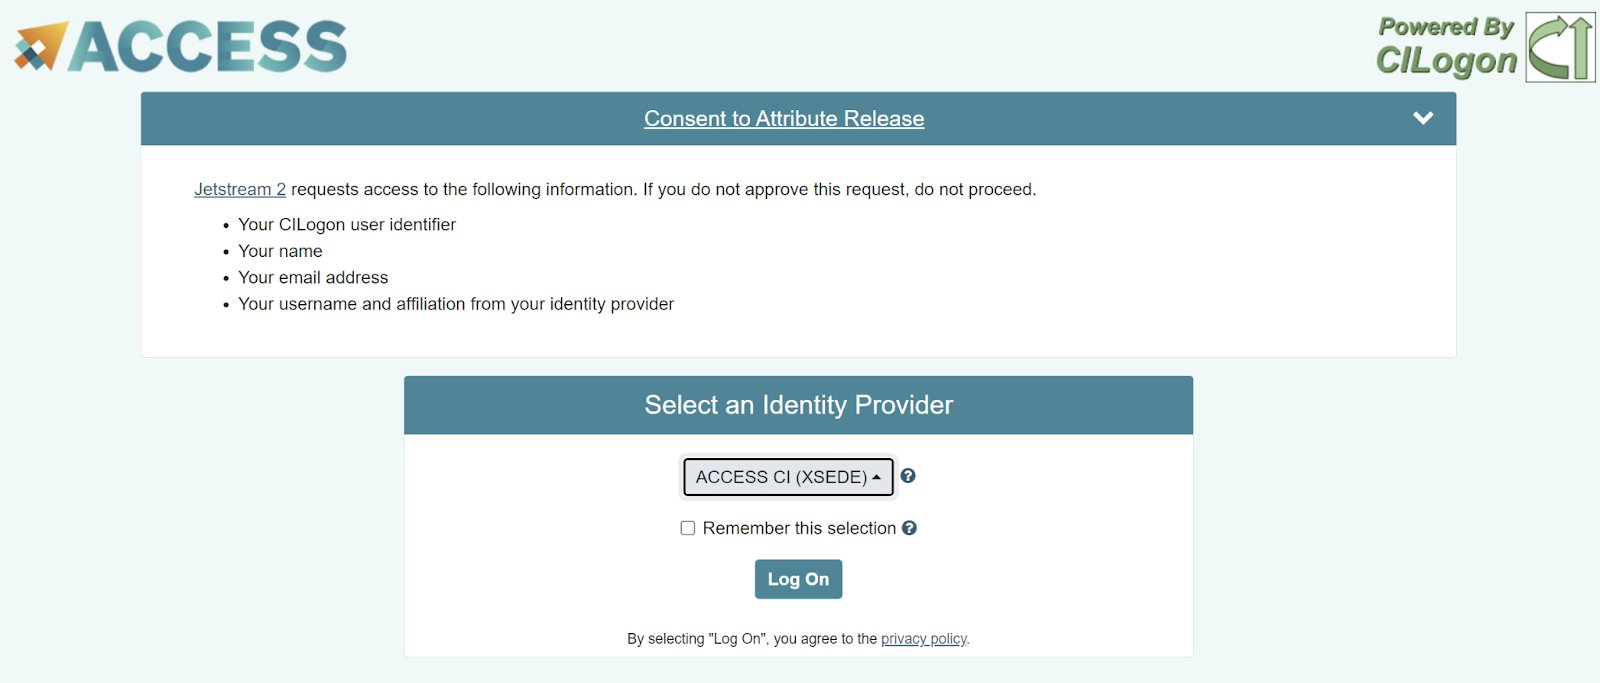 ACCESS
Powered By
CILogon
Consent to Attribute Release
Jetstream 2 requests access to the following information. If you do not approve this request, do not proceed.
Your CILogon user identifier
Your name
Your email address
Your username and affiliation from your identity provider
Select an Identity Provider
ACCESS CI (XSEDE)
Remember this selection
Log On
By selecting "Log On", you agree to the privacy policy.